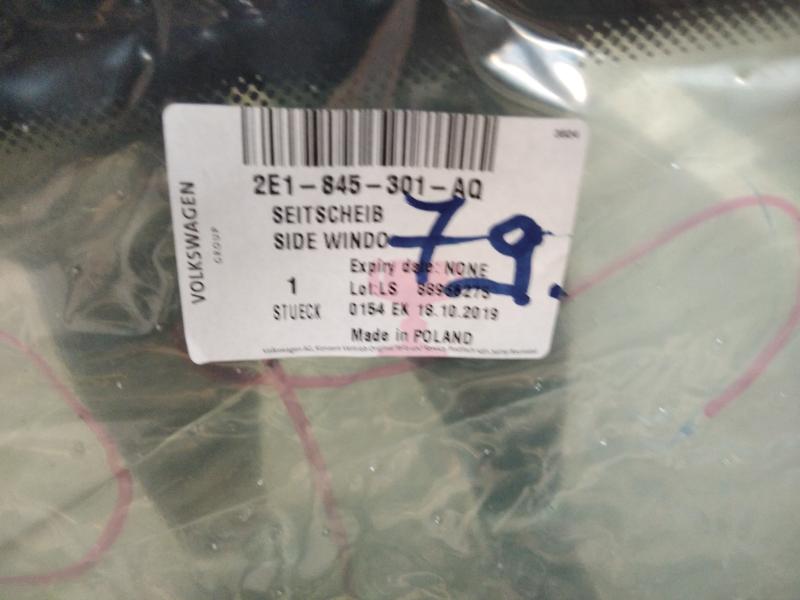 2E1-845-301-AQ
SEITSCHEIB
SIDE WINDO
79.
Expiry date: NONE
1
Lot:LS
STUECK
0154 EK 18.10.2019
Made in POLAND
VOLKSWAGEN
GROUP